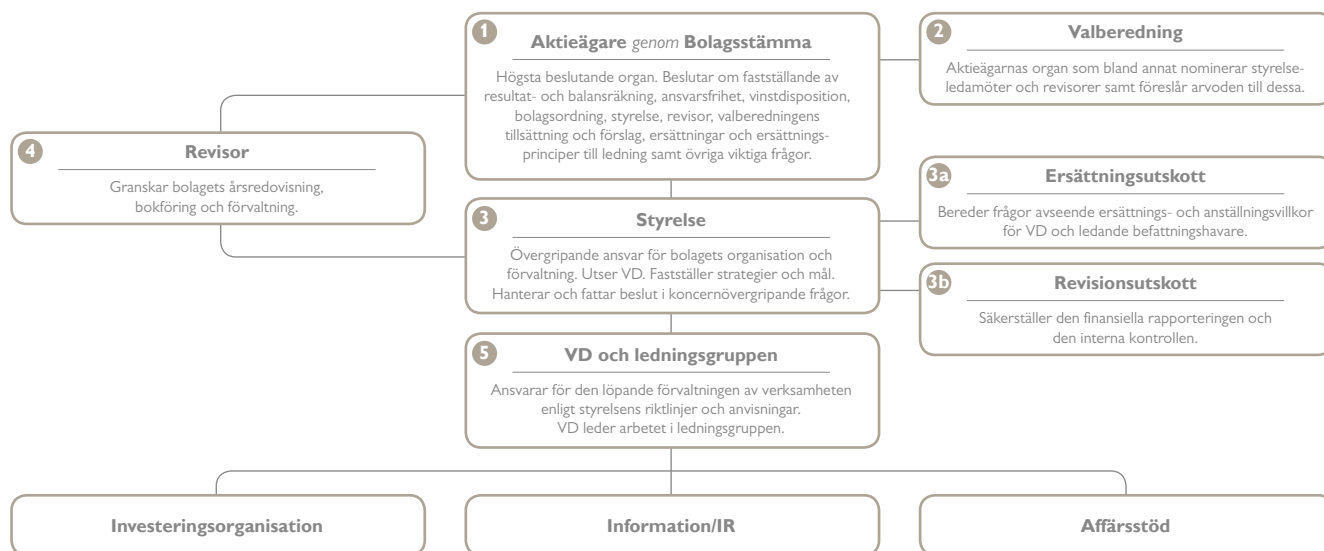 1
Aktieägare genom Bolagsstämma
Högsta beslutande organ. Beslutar om fastställande av
resultat- och balansräkning, ansvarsfrihet, vinstdisposition,
bolagsordning, styrelse, revisor, valberedningens
tillsättning och förslag, ersättningar och ersättnings-
principer till ledning samt övriga viktiga frågor.
2
Valberedning
Aktieägarnas organ som bland annat nominerar styrelse-
ledamöter och revisorer samt föreslår arvoden till dessa.
4
Revisor
Granskar bolagets årsredovisning,
bokföring och förvaltning.
3
Styrelse
Övergripande ansvar för bolagets organisation och
förvaltning. Utser VD. Fastställer strategier och mål.
Hanterar och fattar beslut i koncernövergripande frågor.
3a
Ersättningsutskott
Bereder frågor avseende ersättnings- och anställningsvillkor
för VD och ledande befattningshavare.
3b
Revisionsutskott
Säkerställer den finansiella rapporteringen och
den interna kontrollen.
5
VD och ledningsgruppen
Ansvarar för den löpande förvaltningen av verksamheten
enligt styrelsens riktlinjer och anvisningar.
VD leder arbetet i ledningsgruppen.
Investeringsorganisation
Information/IR
Affärsstöd